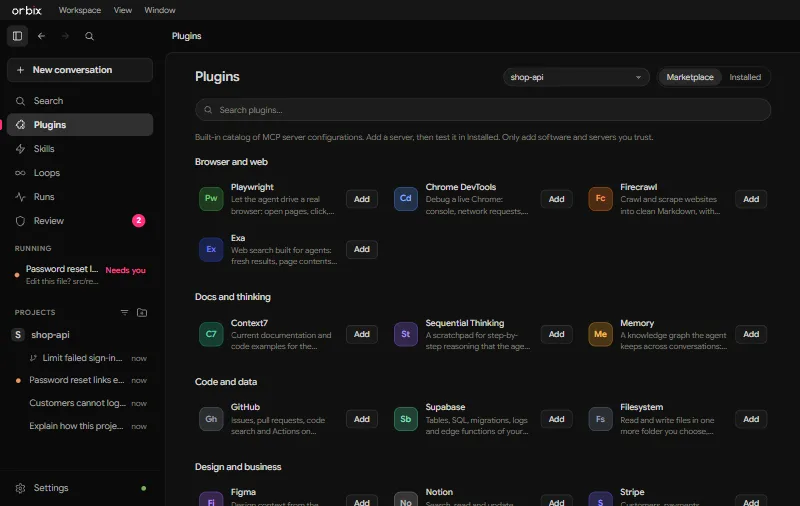 orbix Workspace View Window
Plugins
New conversation
Search
Plugins
Skills
Loops
Runs
Review 2
RUNNING
Password reset l... Needs you
Edit this file? src/re...
PROJECTS
S shop-api
Limit failed sign-in... now
Password reset links e... now
Customers cannot log... now
Explain how this proje... now
Settings
Plugins
shop-api
Marketplace Installed
Search plugins...
Built-in catalog of MCP server configurations. Add a server, then test it in Installed. Only add software and servers you trust.
Browser and web
Pw Playwright
Let the agent drive a real
browser: open pages, click,...
Add
Cd Chrome DevTools
Debug a live Chrome:
console, network requests,...
Add
Fc Firecrawl
Crawl and scrape websites
into clean Markdown, with...
Add
Ex Exa
Web search built for agents:
fresh results, page contents...
Add
Docs and thinking
C7 Context7
Current documentation and
code examples for the...
Add
St Sequential Thinking
A scratchpad for step-by-
step reasoning that the age...
Add
Me Memory
A knowledge graph the agent
keeps across conversations:...
Add
Code and data
Gh GitHub
Issues, pull requests, code
search and Actions on...
Add
Sb Supabase
Tables, SQL, migrations, logs
and edge functions of your...
Add
Fs Filesystem
Read and write files in one
more folder you choose,...
Add
Design and business
Fi Figma
Design context from the
Add
No Notion
Search, read and update
Add
S Stripe
Customers, payments,
Add